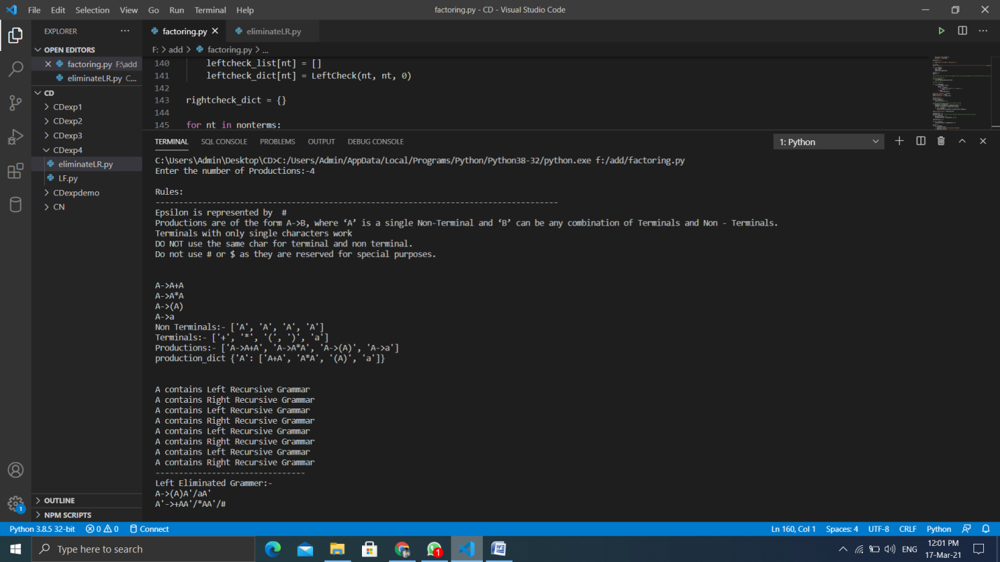 File Edit Selection View Go Run Terminal Help
factoring.py - CD - Visual Studio Code
EXPLORER
OPEN EDITORS
factoring.py F:\add
eliminateLR.py C...
CD
CDexp1
CDexp2
CDexp3
CDexp4
eliminateLR.py
LF.py
CDexpdemo
CN
OUTLINE
NPM SCRIPTS
1
factoring.py
eliminateLR.py
F: > add > factoring.py > ...
140 leftcheck_list[nt] = []
141 leftcheck_dict[nt] = LeftCheck(nt, nt, 0)
142
143 rightcheck_dict = {}
144
145 for nt in nonterms:
TERMINAL SQL CONSOLE PROBLEMS OUTPUT DEBUG CONSOLE
1: Python
C:\Users\Admin\Desktop\CD>C:/Users/Admin/AppData/Local/Programs/Python/Python38-32/python.exe f:/add/factoring.py
Enter the number of Productions:-4
Rules:
--------------------------------------------------------------------------------------
Epsilon is represented by  #
Productions are of the form A->B, where ‘A’ is a single Non-Terminal and ‘B’ can be any combination of Terminals and Non - Terminals.
Terminals with only single characters work
DO NOT use the same char for terminal and non terminal.
Do not use # or $ as they are reserved for special purposes.
A->A+A
A->A*A
A->(A)
A->a
Non Terminals:- ['A', 'A', 'A', 'A']
Terminals:- ['+', '*', '(', ')', 'a']
Productions:- ['A->A+A', 'A->A*A', 'A->(A)', 'A->a']
production_dict {'A': ['A+A', 'A*A', '(A)', 'a']}
A contains Left Recursive Grammar
A contains Right Recursive Grammar
A contains Left Recursive Grammar
A contains Right Recursive Grammar
A contains Left Recursive Grammar
A contains Right Recursive Grammar
A contains Left Recursive Grammar
A contains Right Recursive Grammar
--------------------------------
Left Eliminated Grammer:-
A->(A)A'/aA'
A'->+AA'/*AA'/#
Python 3.8.5 32-bit 0 0 Connect
Ln 160, Col 1 Spaces: 4 UTF-8 CRLF Python
Type here to search
1
ENG
12:01 PM
17-Mar-21